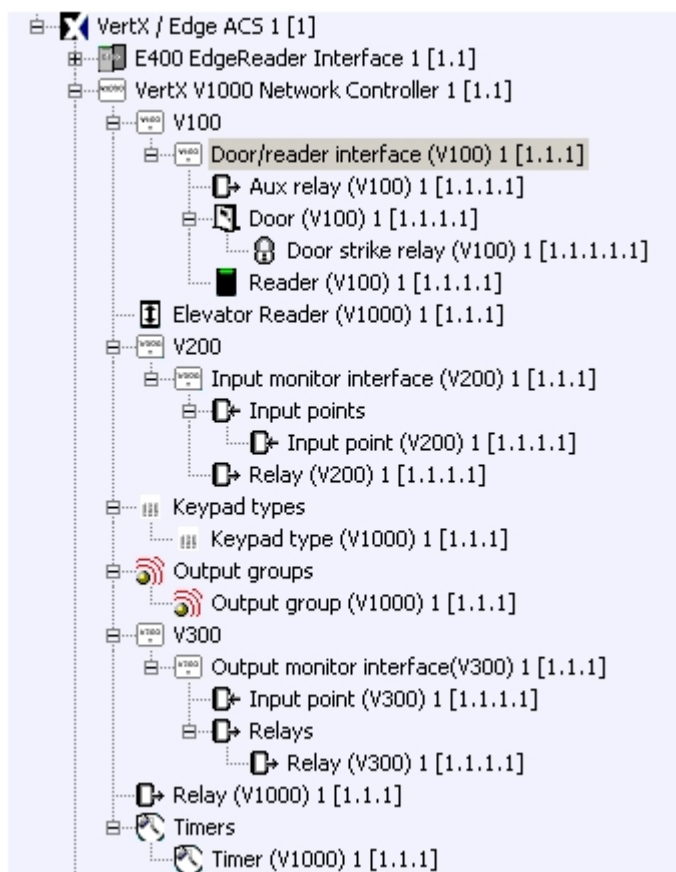 VertX / Edge ACS 1 [1]
E400 EdgeReader Interface 1 [1.1]
VertX V1000 Network Controller 1 [1.1]
V100
Door/reader interface (V100) 1 [1.1.1]
Aux relay (V100) 1 [1.1.1.1]
Door (V100) 1 [1.1.1.1]
Door strike relay (V100) 1 [1.1.1.1.1]
Reader (V100) 1 [1.1.1.1]
Elevator Reader (V1000) 1 [1.1.1]
V200
Input monitor interface (V200) 1 [1.1.1]
Input points
Input point (V200) 1 [1.1.1.1]
Relay (V200) 1 [1.1.1.1]
Keypad types
Keypad type (V1000) 1 [1.1.1]
Output groups
Output group (V1000) 1 [1.1.1]
V300
Output monitor interface(V300) 1 [1.1.1]
Input point (V300) 1 [1.1.1.1]
Relays
Relay (V300) 1 [1.1.1.1]
Relay (V1000) 1 [1.1.1]
Timers
Timer (V1000) 1 [1.1.1]